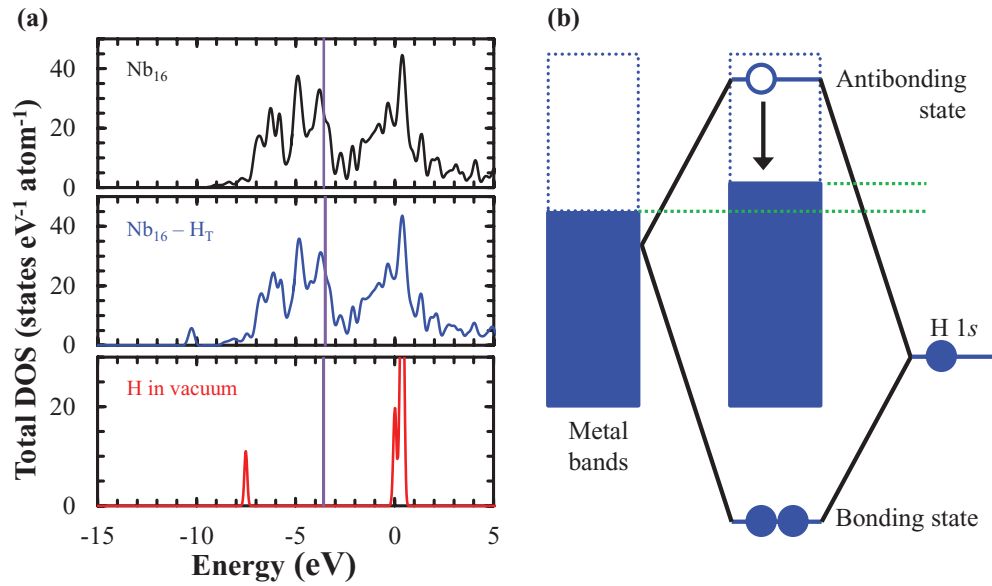 (a)
Total DOS (states eV⁻¹ atom⁻¹)
40
20
0
Nb₁₆
40
20
0
Nb₁₆ – H_T
20
0
H in vacuum
-15
-10
-5
0
5
Energy (eV)
(b)
Antibonding
state
H 1s
Metal
bands
Bonding state